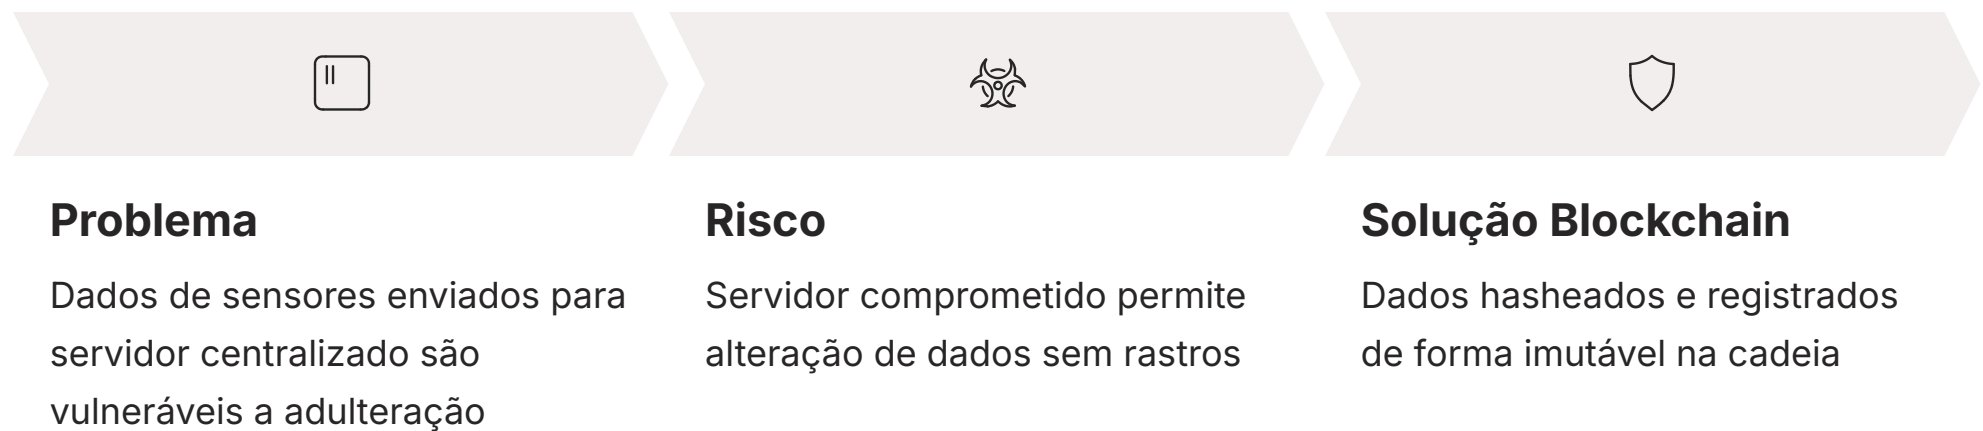 Problema
Dados de sensores enviados para
servidor centralizado são
vulneráveis a adulteração
Risco
Servidor comprometido permite
alteração de dados sem rastros
Solução Blockchain
Dados hasheados e registrados
de forma imutável na cadeia